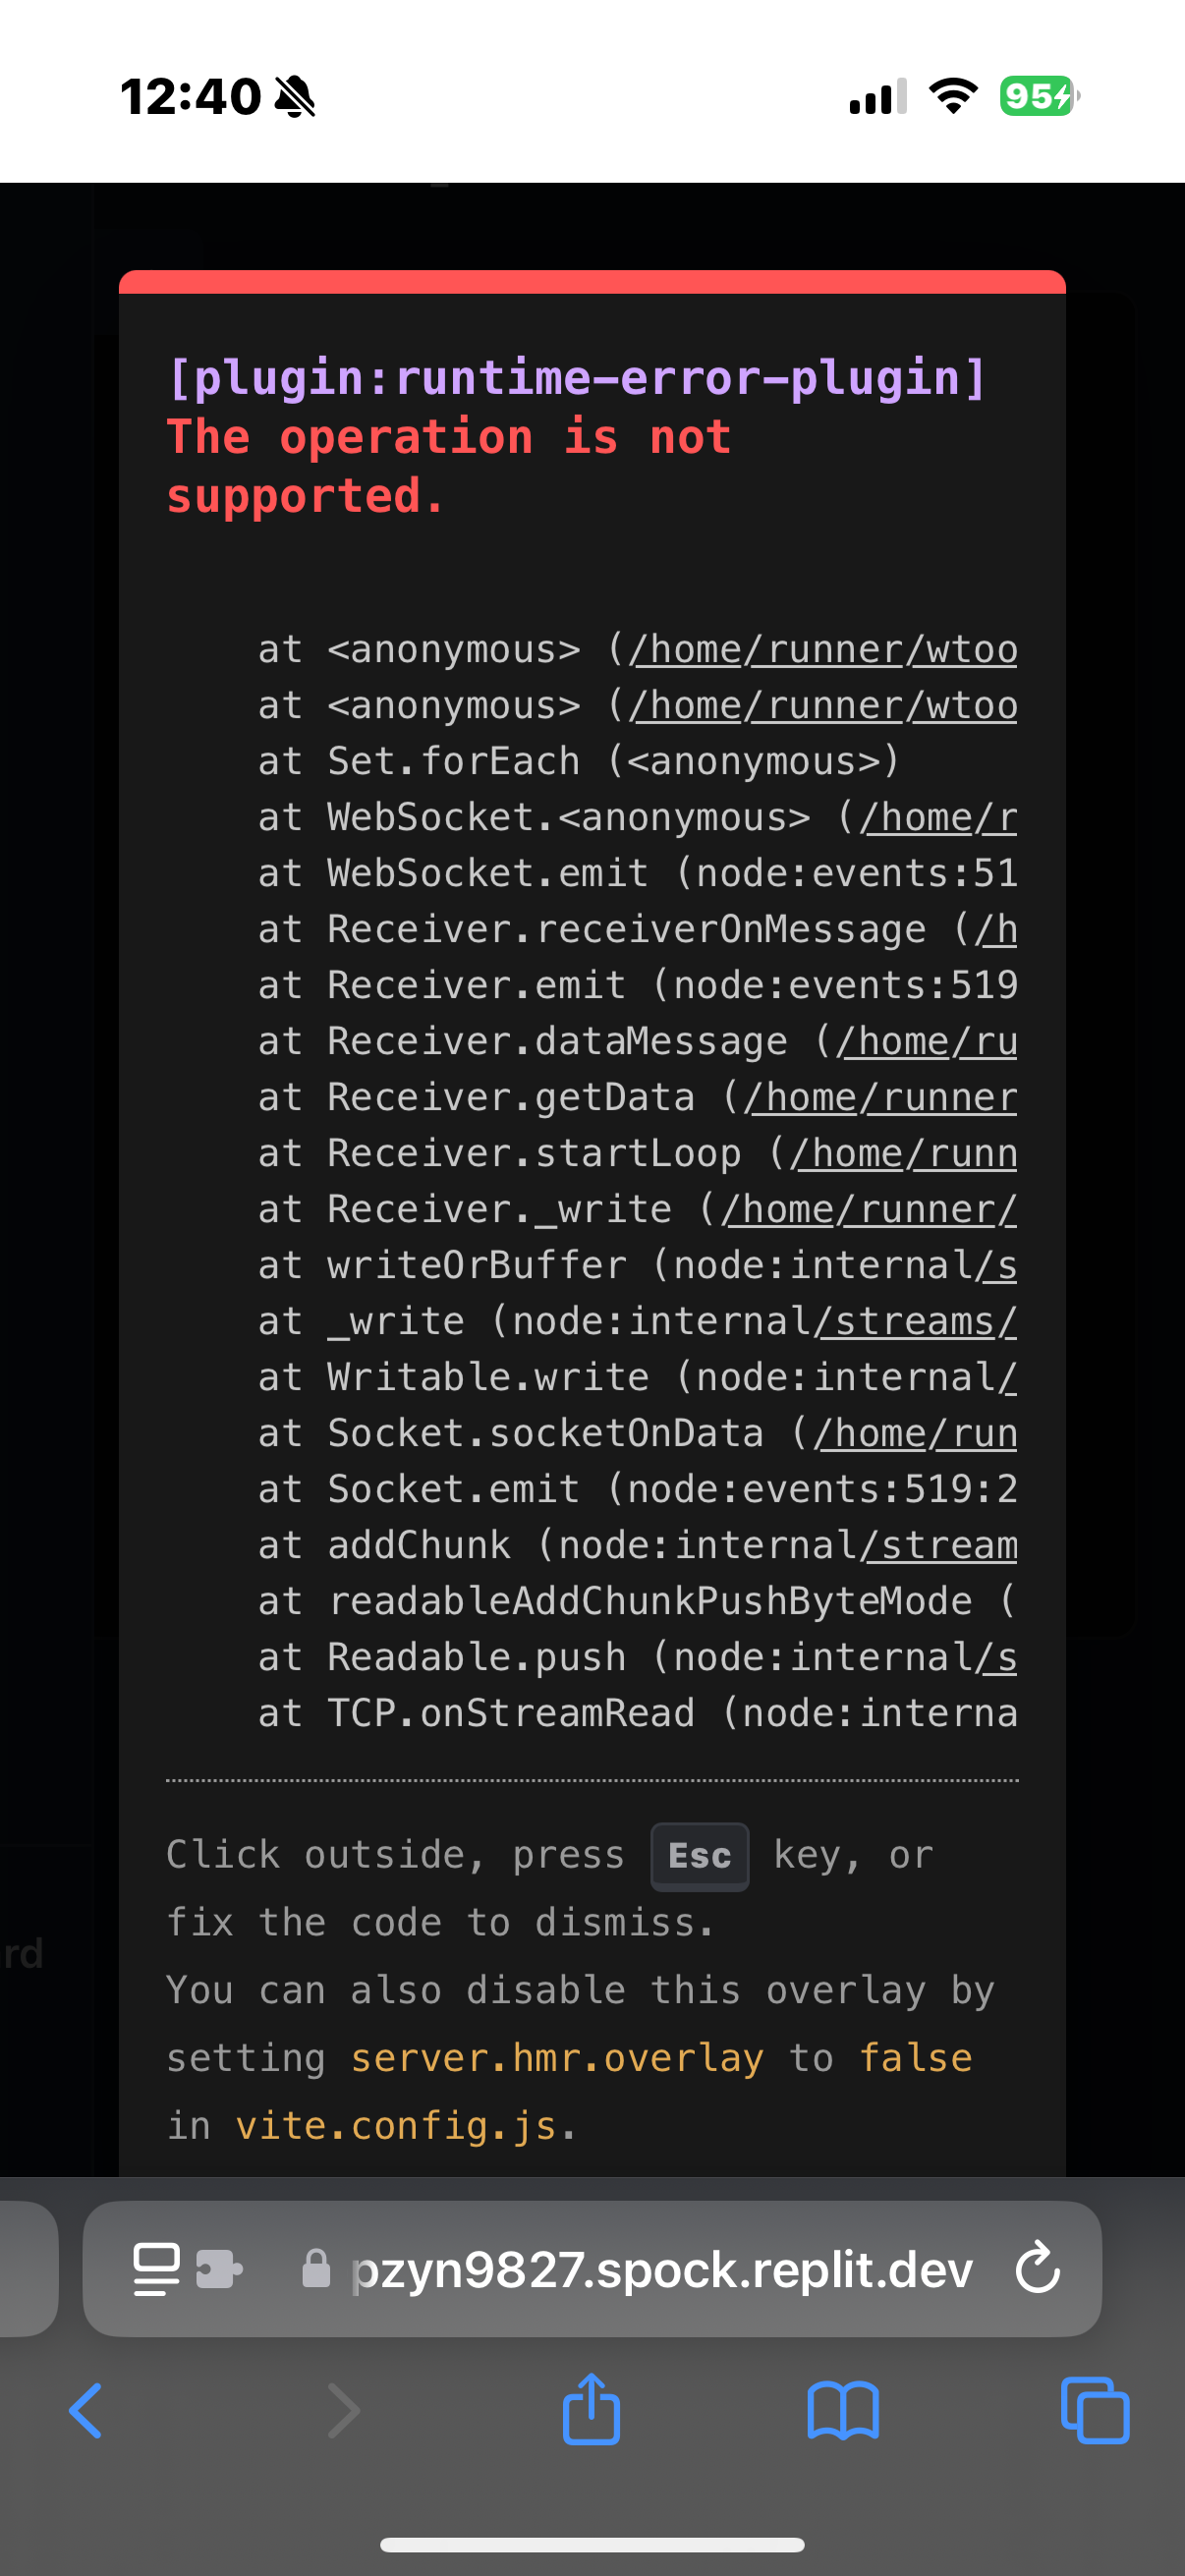 12:40
95
[plugin:runtime-error-plugin]
The operation is not
supported.
at <anonymous> (/home/runner/wtoo
at <anonymous> (/home/runner/wtoo
at Set.forEach (<anonymous>)
at WebSocket.<anonymous> (/home/r
at WebSocket.emit (node:events:51
at Receiver.receiverOnMessage (/h
at Receiver.emit (node:events:519
at Receiver.dataMessage (/home/ru
at Receiver.getData (/home/runner
at Receiver.startLoop (/home/runn
at Receiver._write (/home/runner/
at writeOrBuffer (node:internal/s
at _write (node:internal/streams/
at Writable.write (node:internal/
at Socket.socketOnData (/home/run
at Socket.emit (node:events:519:2
at addChunk (node:internal/stream
at readableAddChunkPushByteMode (
at Readable.push (node:internal/s
at TCP.onStreamRead (node:interna
Click outside, press Esc key, or
fix the code to dismiss.
rd
You can also disable this overlay by
setting server.hmr.overlay to false
in vite.config.js.
pzyn9827.spock.replit.dev